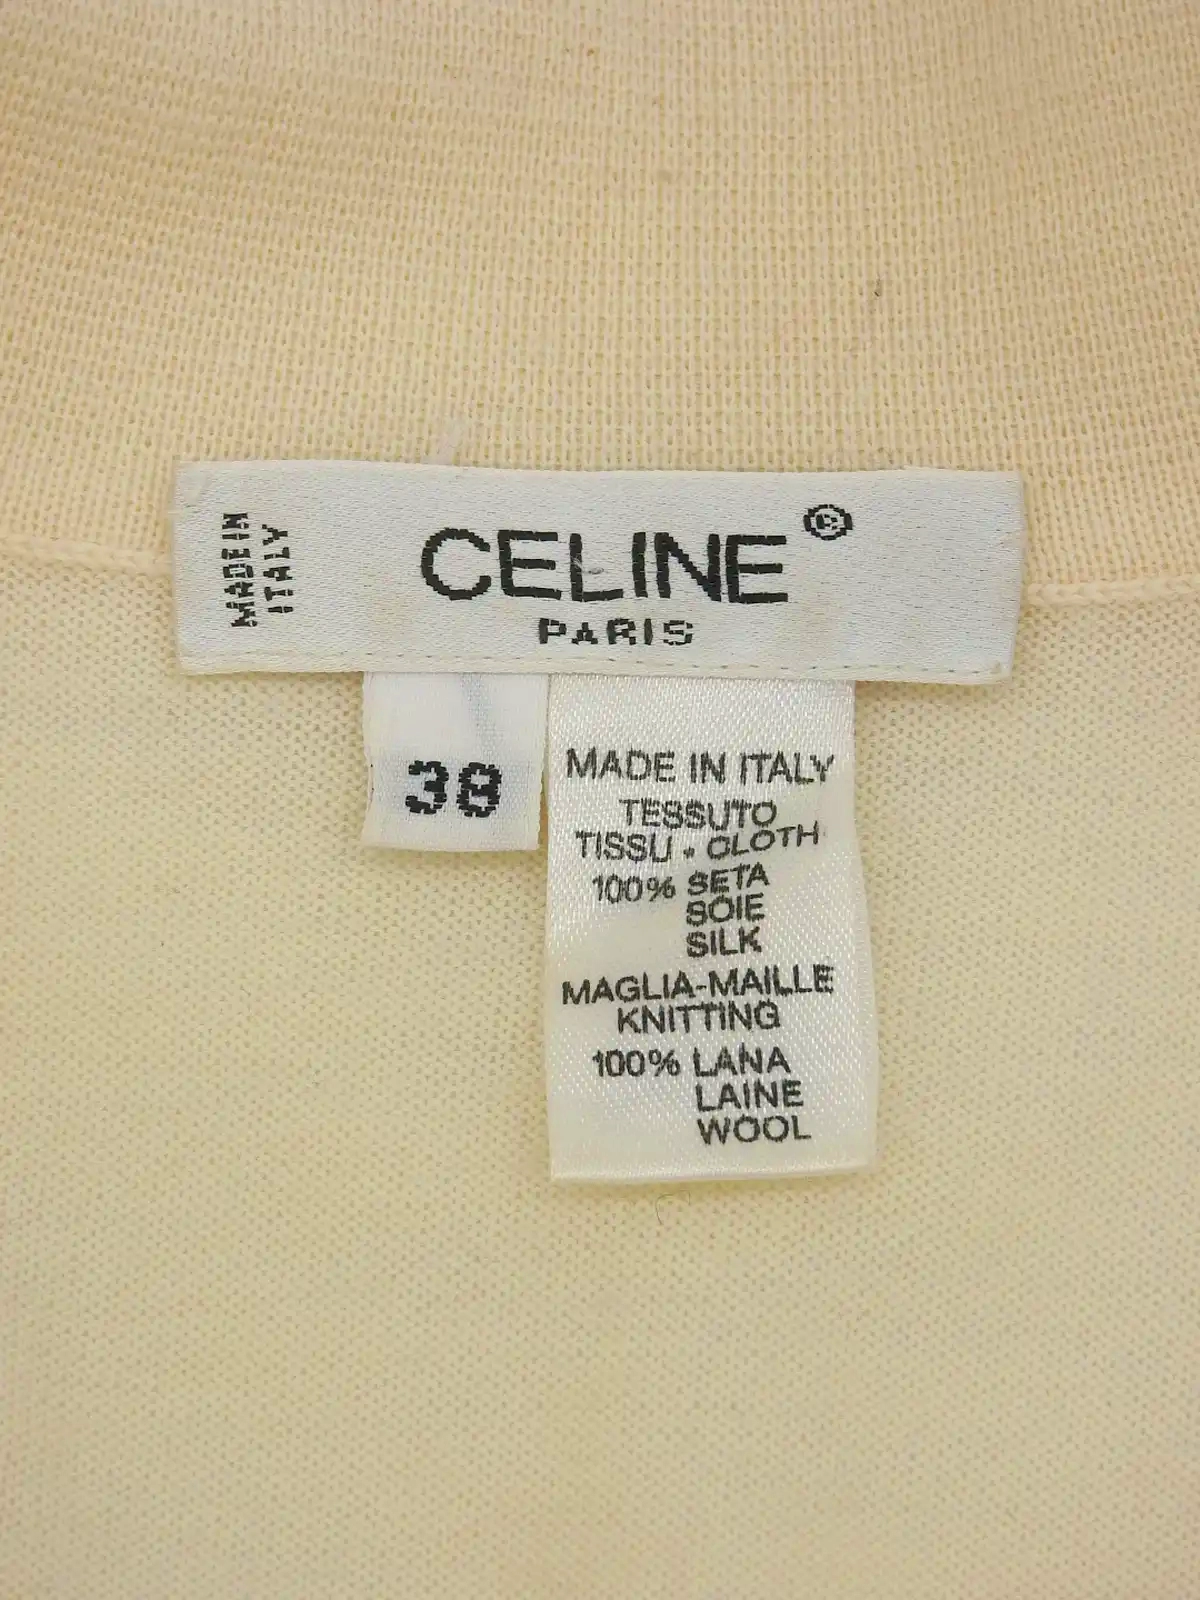 MADE IN
ITALY
CELINE®
PARIS
38
MADE IN ITALY
TESSUTO
TISSU • CLOTH
100% SETA
SOIE
SILK
MAGLIA-MAILLE
KNITTING
100% LANA
LAINE
WOOL